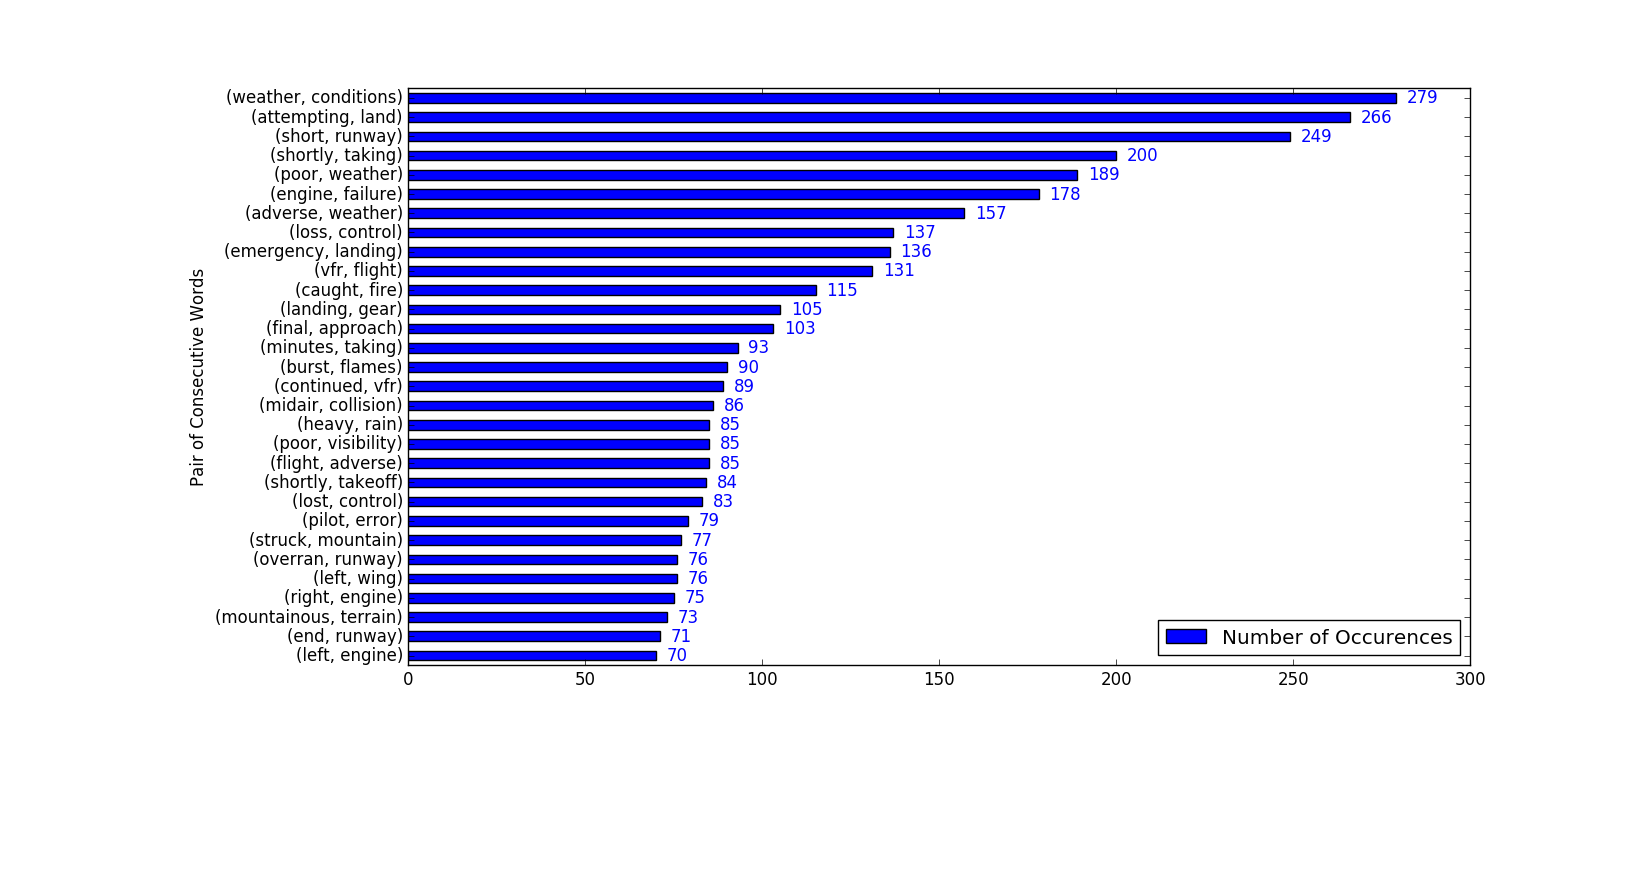 (weather, conditions) 279
(attempting, land) 266
(short, runway) 249
(shortly, taking) 200
(poor, weather) 189
(engine, failure) 178
(adverse, weather) 157
(loss, control) 137
(emergency, landing) 136
(vfr, flight) 131
(caught, fire) 115
(landing, gear) 105
(final, approach) 103
(minutes, taking) 93
(burst, flames) 90
(continued, vfr) 89
(midair, collision) 86
(heavy, rain) 85
(poor, visibility) 85
(flight, adverse) 85
(shortly, takeoff) 84
(lost, control) 83
(pilot, error) 79
(struck, mountain) 77
(overran, runway) 76
(left, wing) 76
(right, engine) 75
(mountainous, terrain) 73
(end, runway) 71
(left, engine) 70
Pair of Consecutive Words
Number of Occurences
0 50 100 150 200 250 300